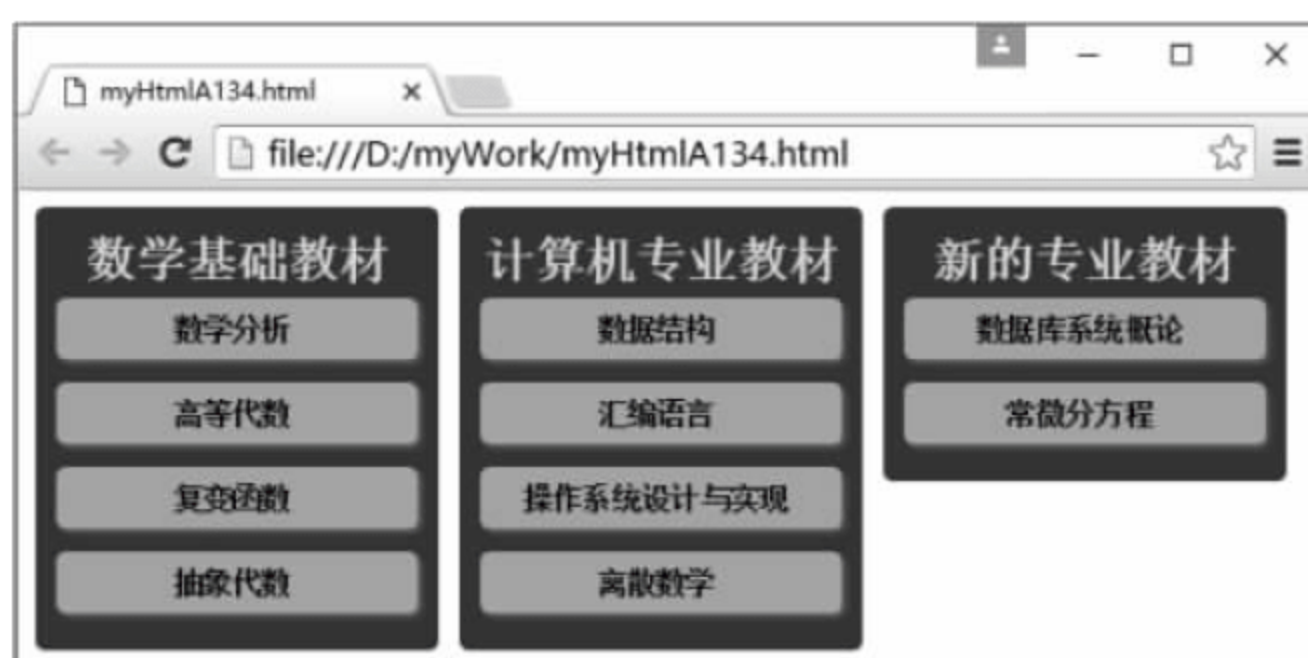 myHtmlA134.html
file:///D:/myWork/myHtmlA134.html
数学基础教材
数学分析
高等代数
复变函数
抽象代数
计算机专业教材
数据结构
汇编语言
操作系统设计与实现
离散数学
新的专业教材
数据库系统概论
常微分方程